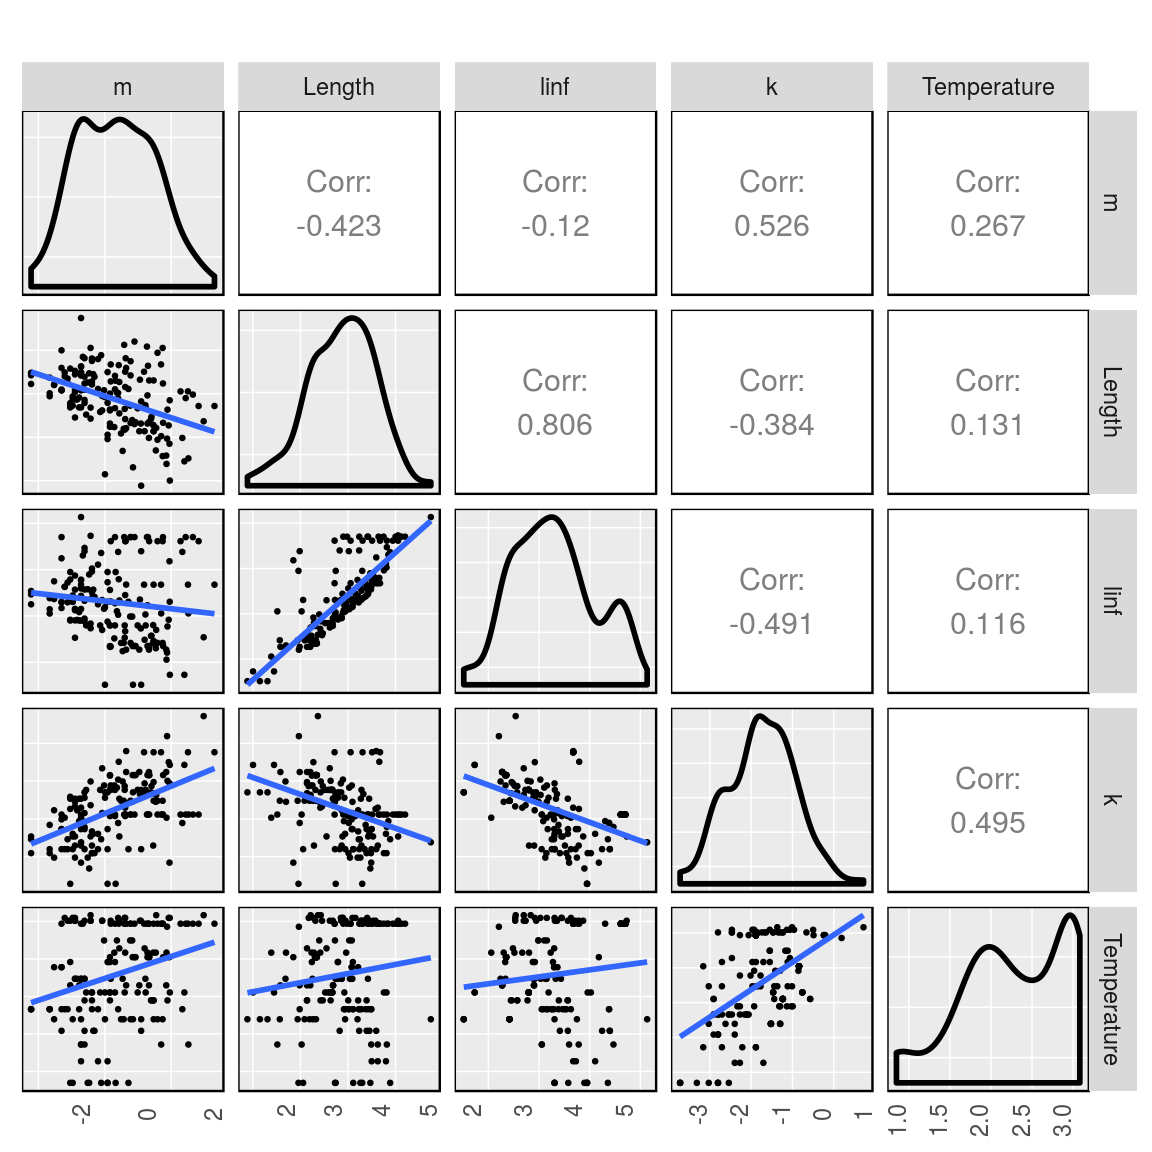 m
Length
linf
k
Temperature
Corr:
-0.423
Corr:
-0.12
Corr:
0.526
Corr:
0.267
m
Corr:
0.806
Corr:
-0.384
Corr:
0.131
Length
Corr:
-0.491
Corr:
0.116
linf
Corr:
0.495
k
Temperature
-2
0
2
2
3
4
5
2
3
4
5
-3
-2
-1
0
1
1.0
1.5
2.0
2.5
3.0